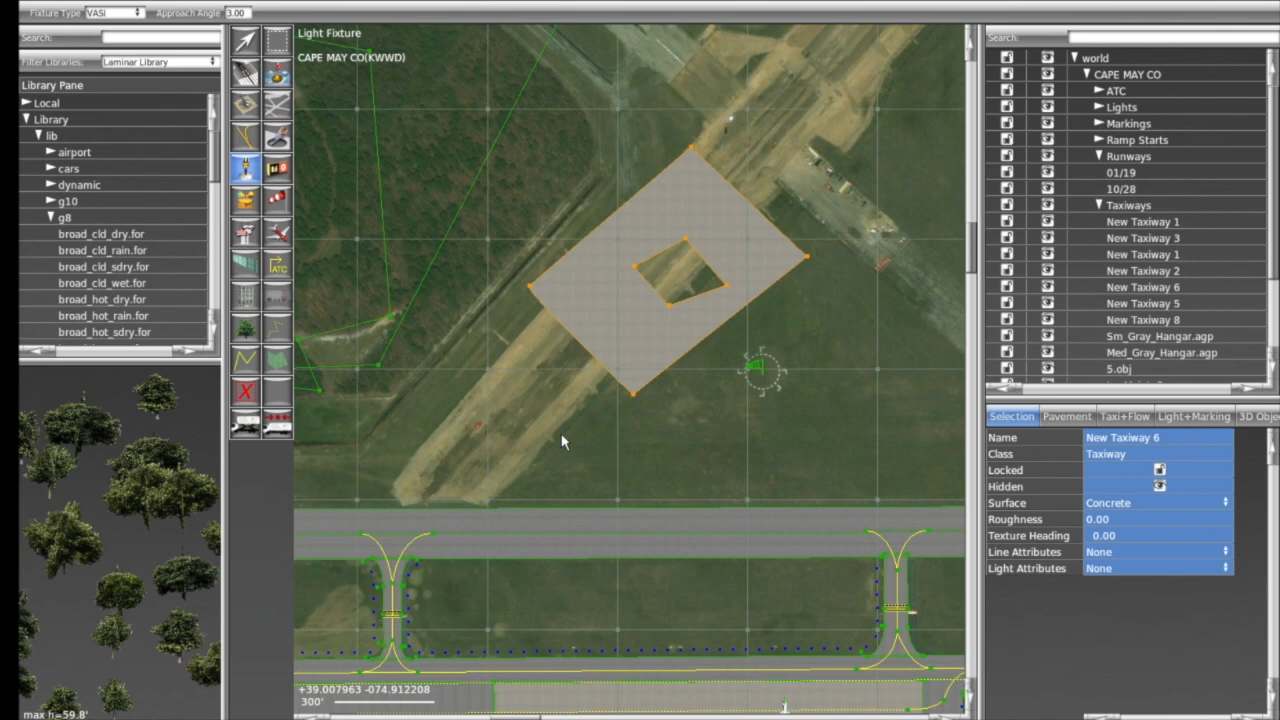 Fixture Type VASI Approach Angle 3.00
Search:
Filter Libraries: Laminar Library
Library Pane
Local
Library
lib
airport
cars
dynamic
g10
g8
broad_cld_dry.for
broad_cld_rain.for
broad_cld_sdry.for
broad_cld_wet.for
broad_hot_dry.for
broad_hot_rain.for
broad_hot_sdry.for
max h=59.8'
ATC
X
Light Fixture
CAPE MAY CO(KWWD)
+39.007963 -074.912208
300'
Search:
world
CAPE MAY CO
ATC
Lights
Markings
Ramp Starts
Runways
01/19
10/28
Taxiways
New Taxiway 1
New Taxiway 3
New Taxiway 1
New Taxiway 2
New Taxiway 6
New Taxiway 5
New Taxiway 8
Sm_Gray_Hangar.agp
Med_Gray_Hangar.agp
5.obj
Selection Pavement Taxi+Flow Light+Marking 3D Obje
Name New Taxiway 6
Class Taxiway
Locked
Hidden
Surface Concrete
Roughness 0.00
Texture Heading 0.00
Line Attributes None
Light Attributes None